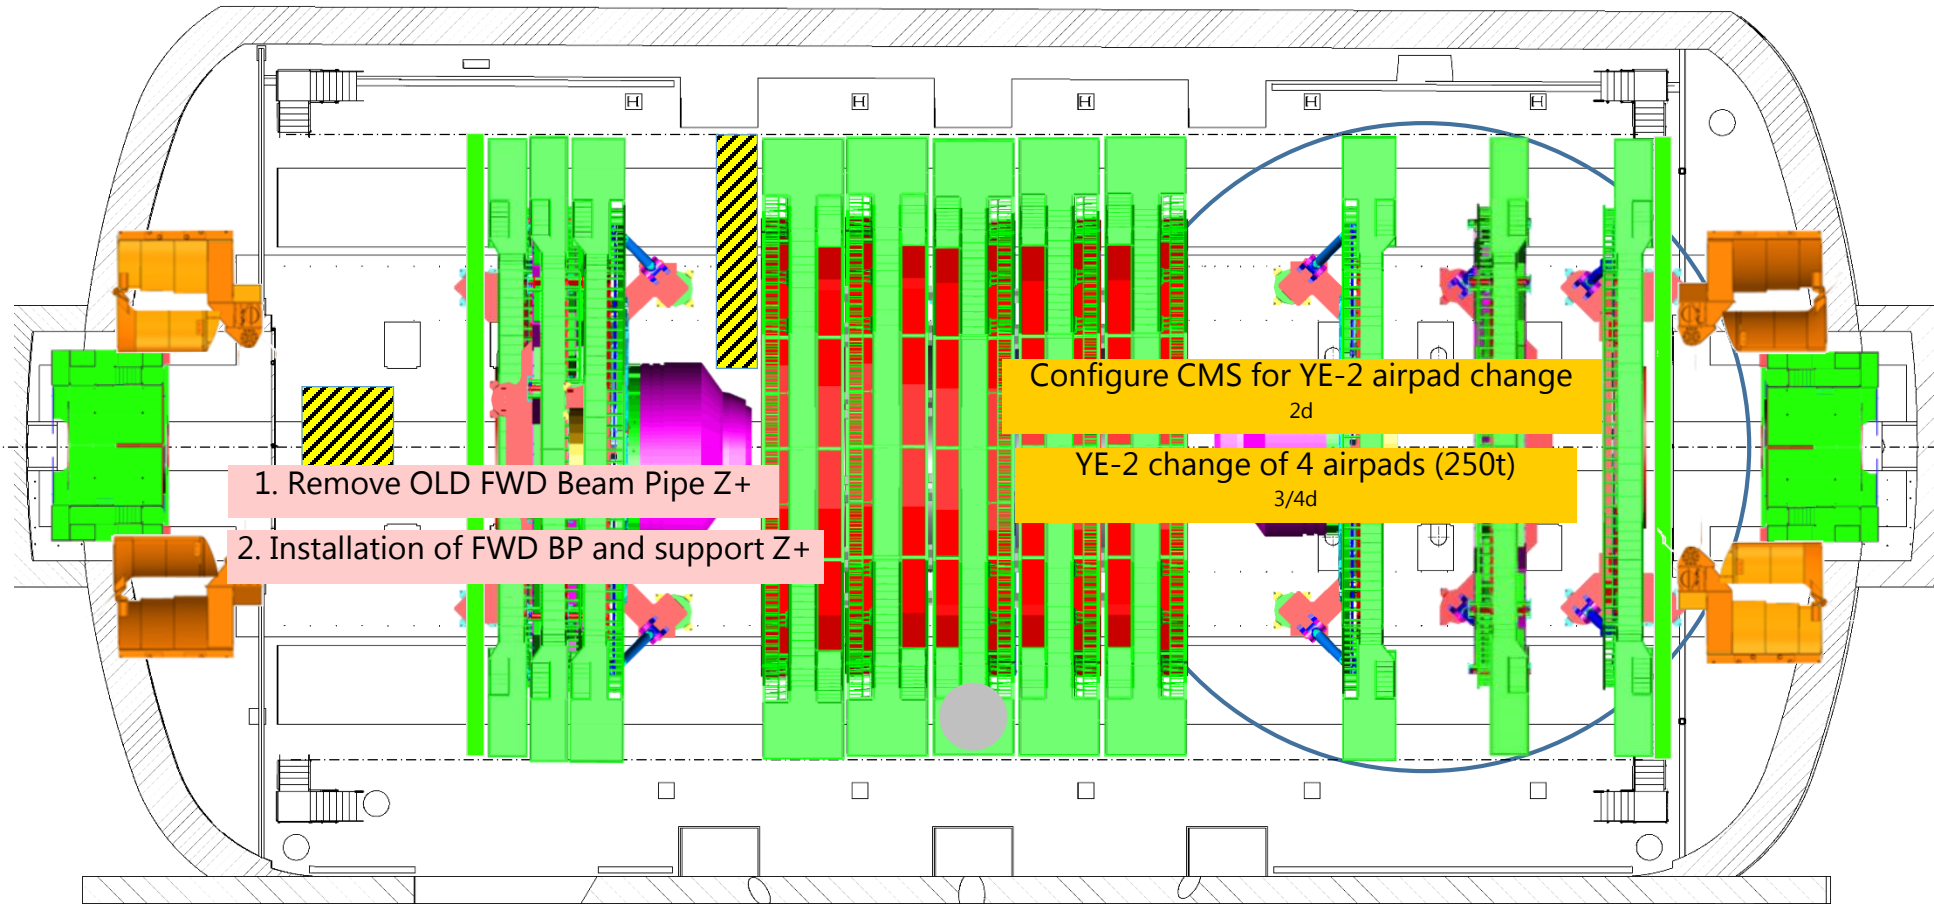 Configure CMS for YE-2 airpad change
2d
YE-2 change of 4 airpads (250t)
3/4d
1. Remove OLD FWD Beam Pipe Z+
2. Installation of FWD BP and support Z+